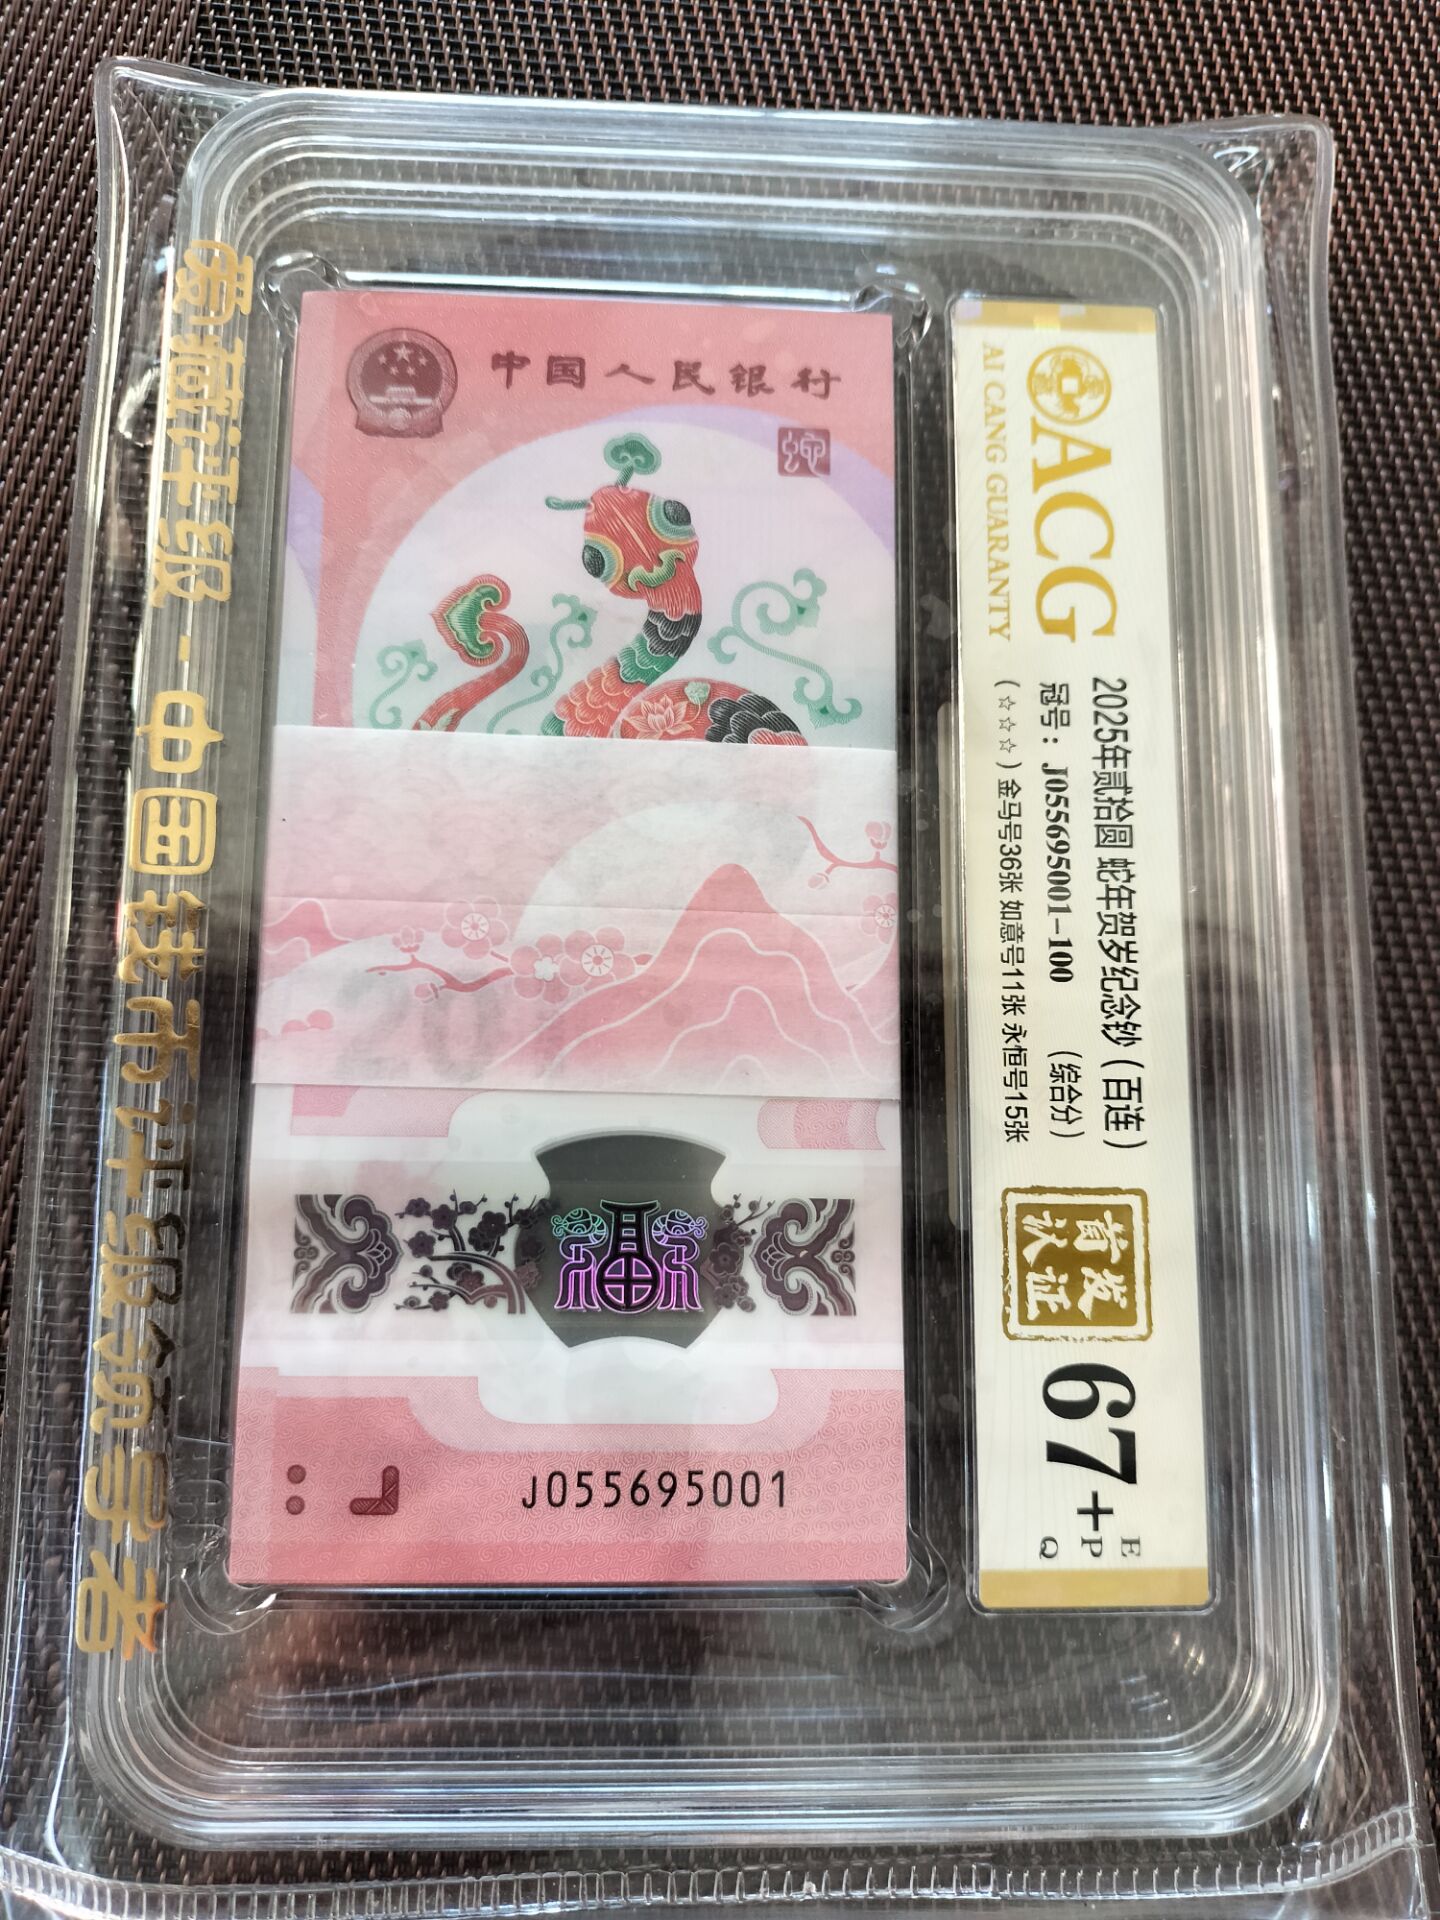 中国人民银行
蛇
J055695001
ACG
AI CANG GUARANTY
2025年贰拾圆 蛇年贺岁纪念钞（百连）
冠号：J055695001-100 （综合分）
（☆☆☆）金马号36张 如意号11张 永恒号15张
首发
认证
67+
E
P
Q
爱藏评级 - 中国钱币评级领导者